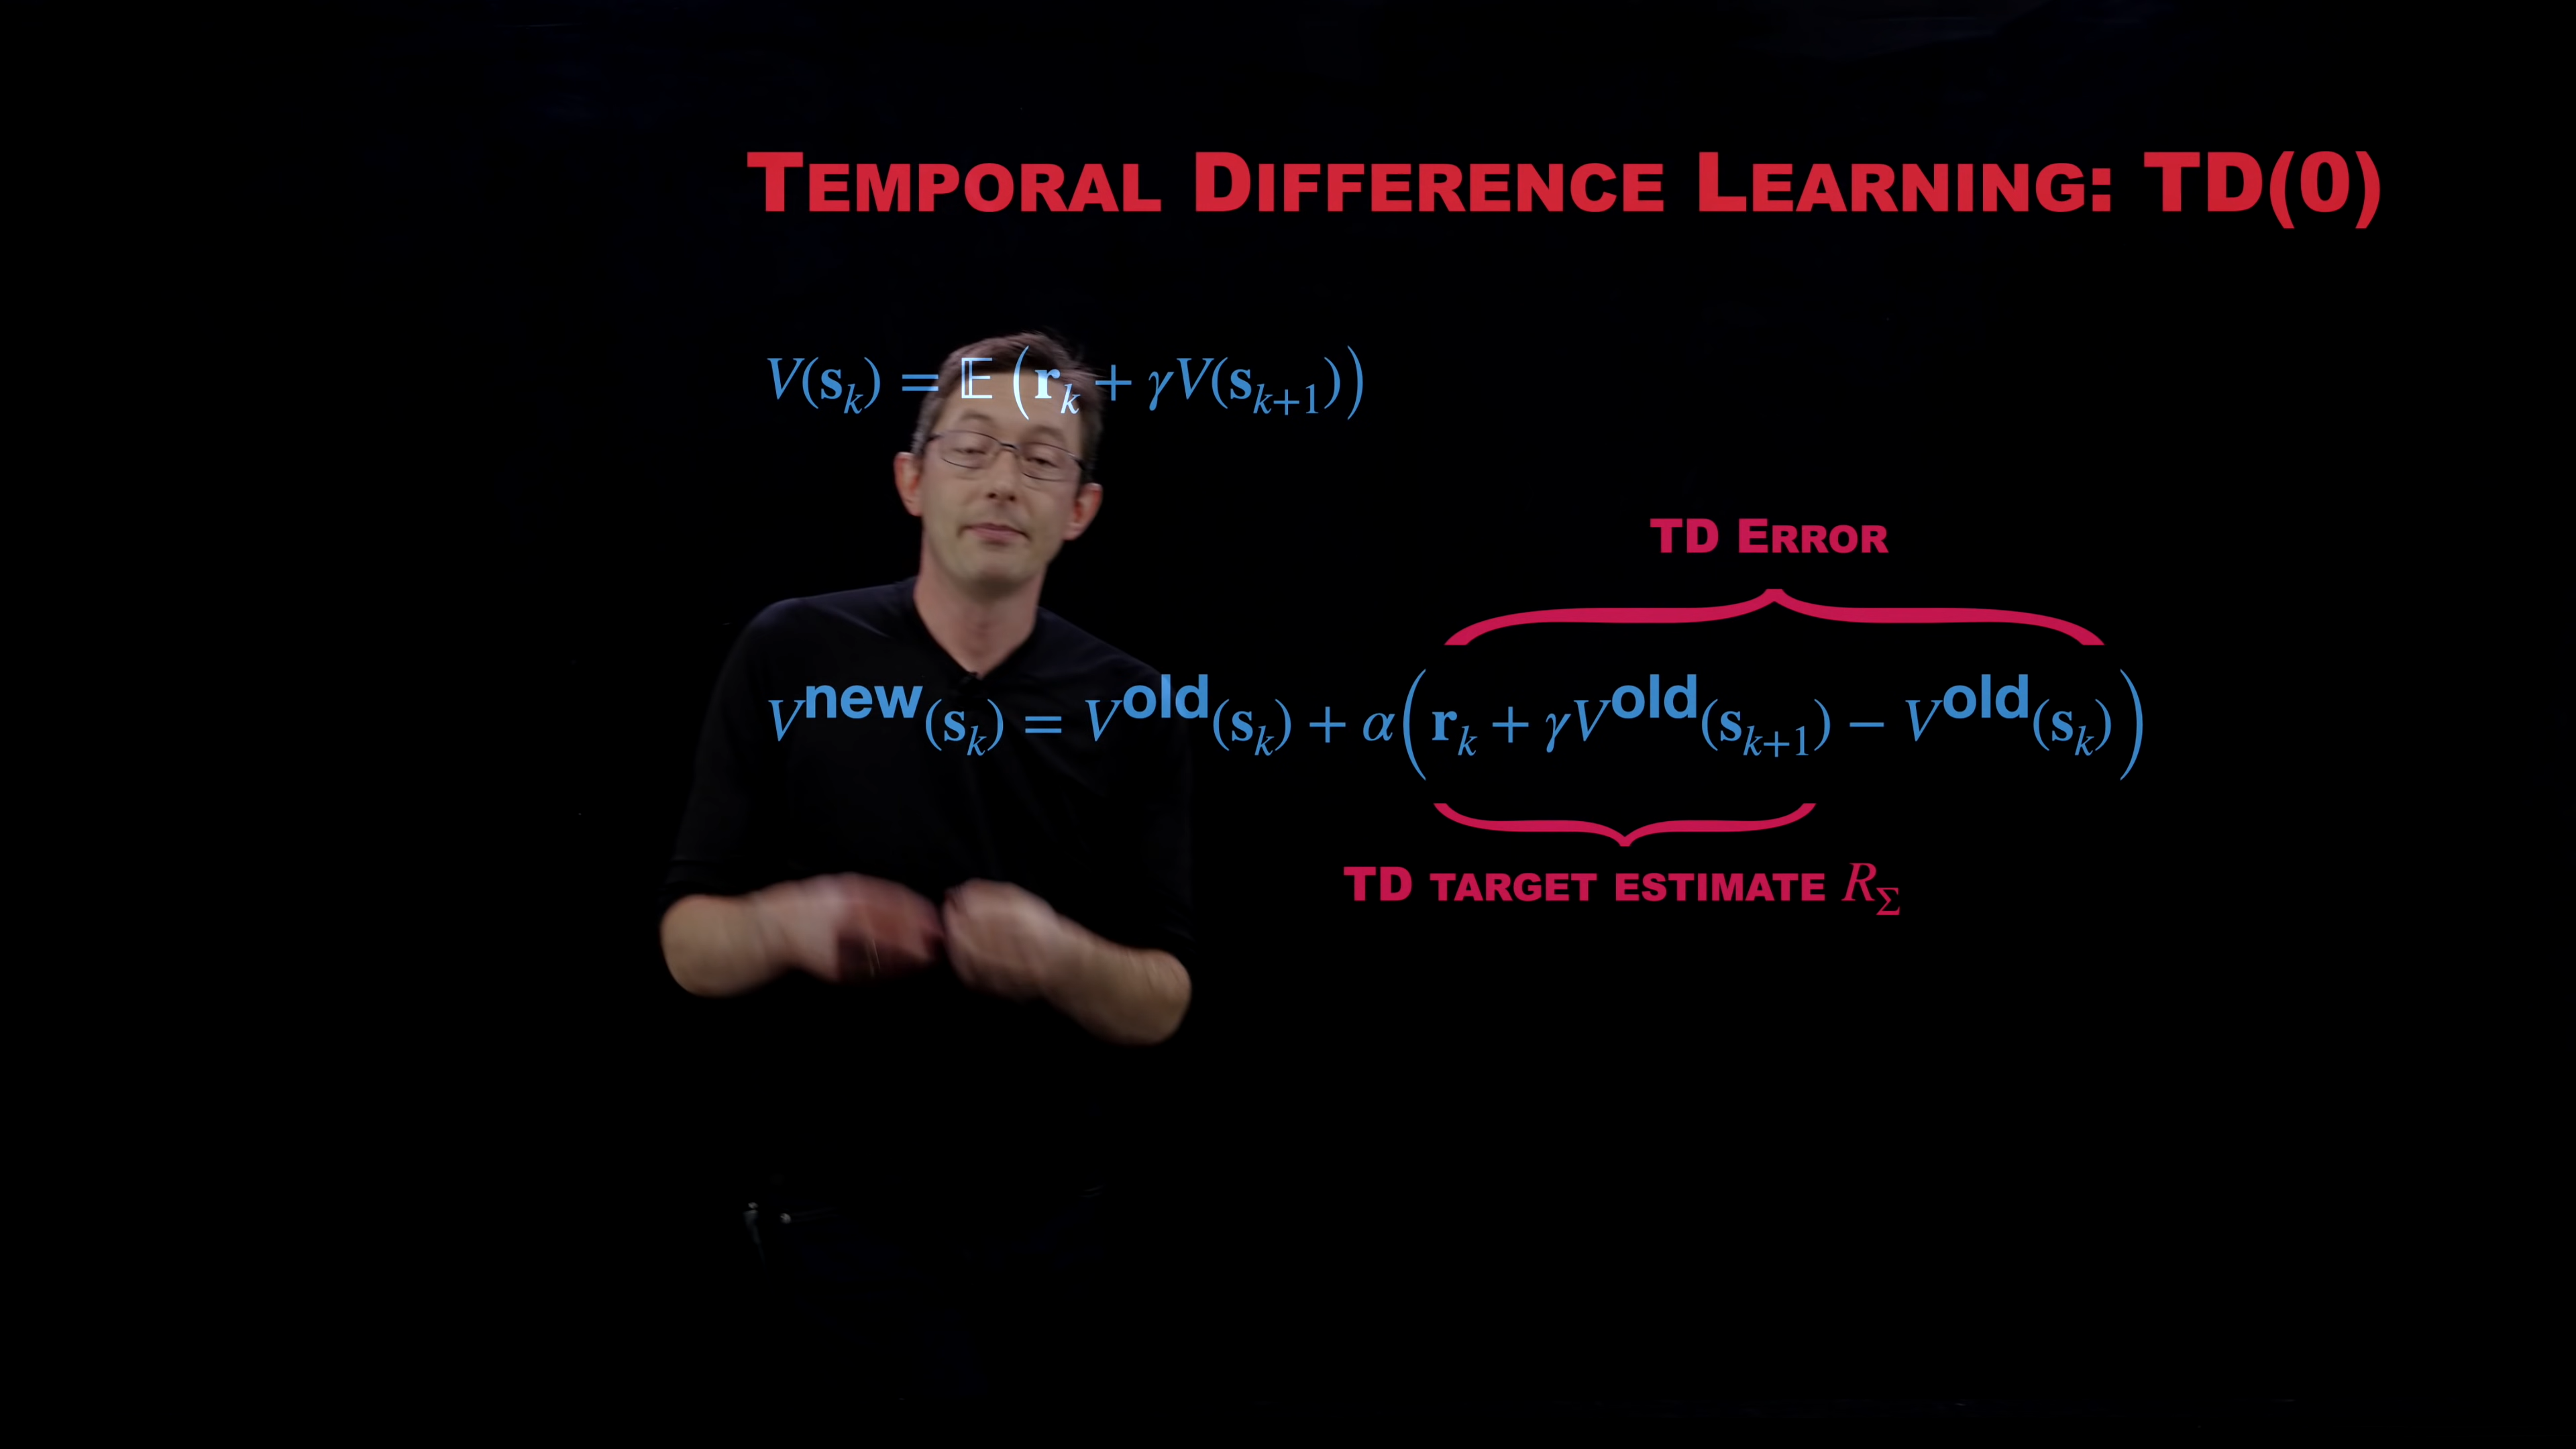 TEMPORAL DIFFERENCE LEARNING: TD(0)
V(s_k) = 𝔼 (r_k + γV(s_{k+1}))
TD ERROR
V^new(s_k) = V^old(s_k) + α(r_k + γV^old(s_{k+1}) − V^old(s_k))
TD TARGET ESTIMATE R_Σ